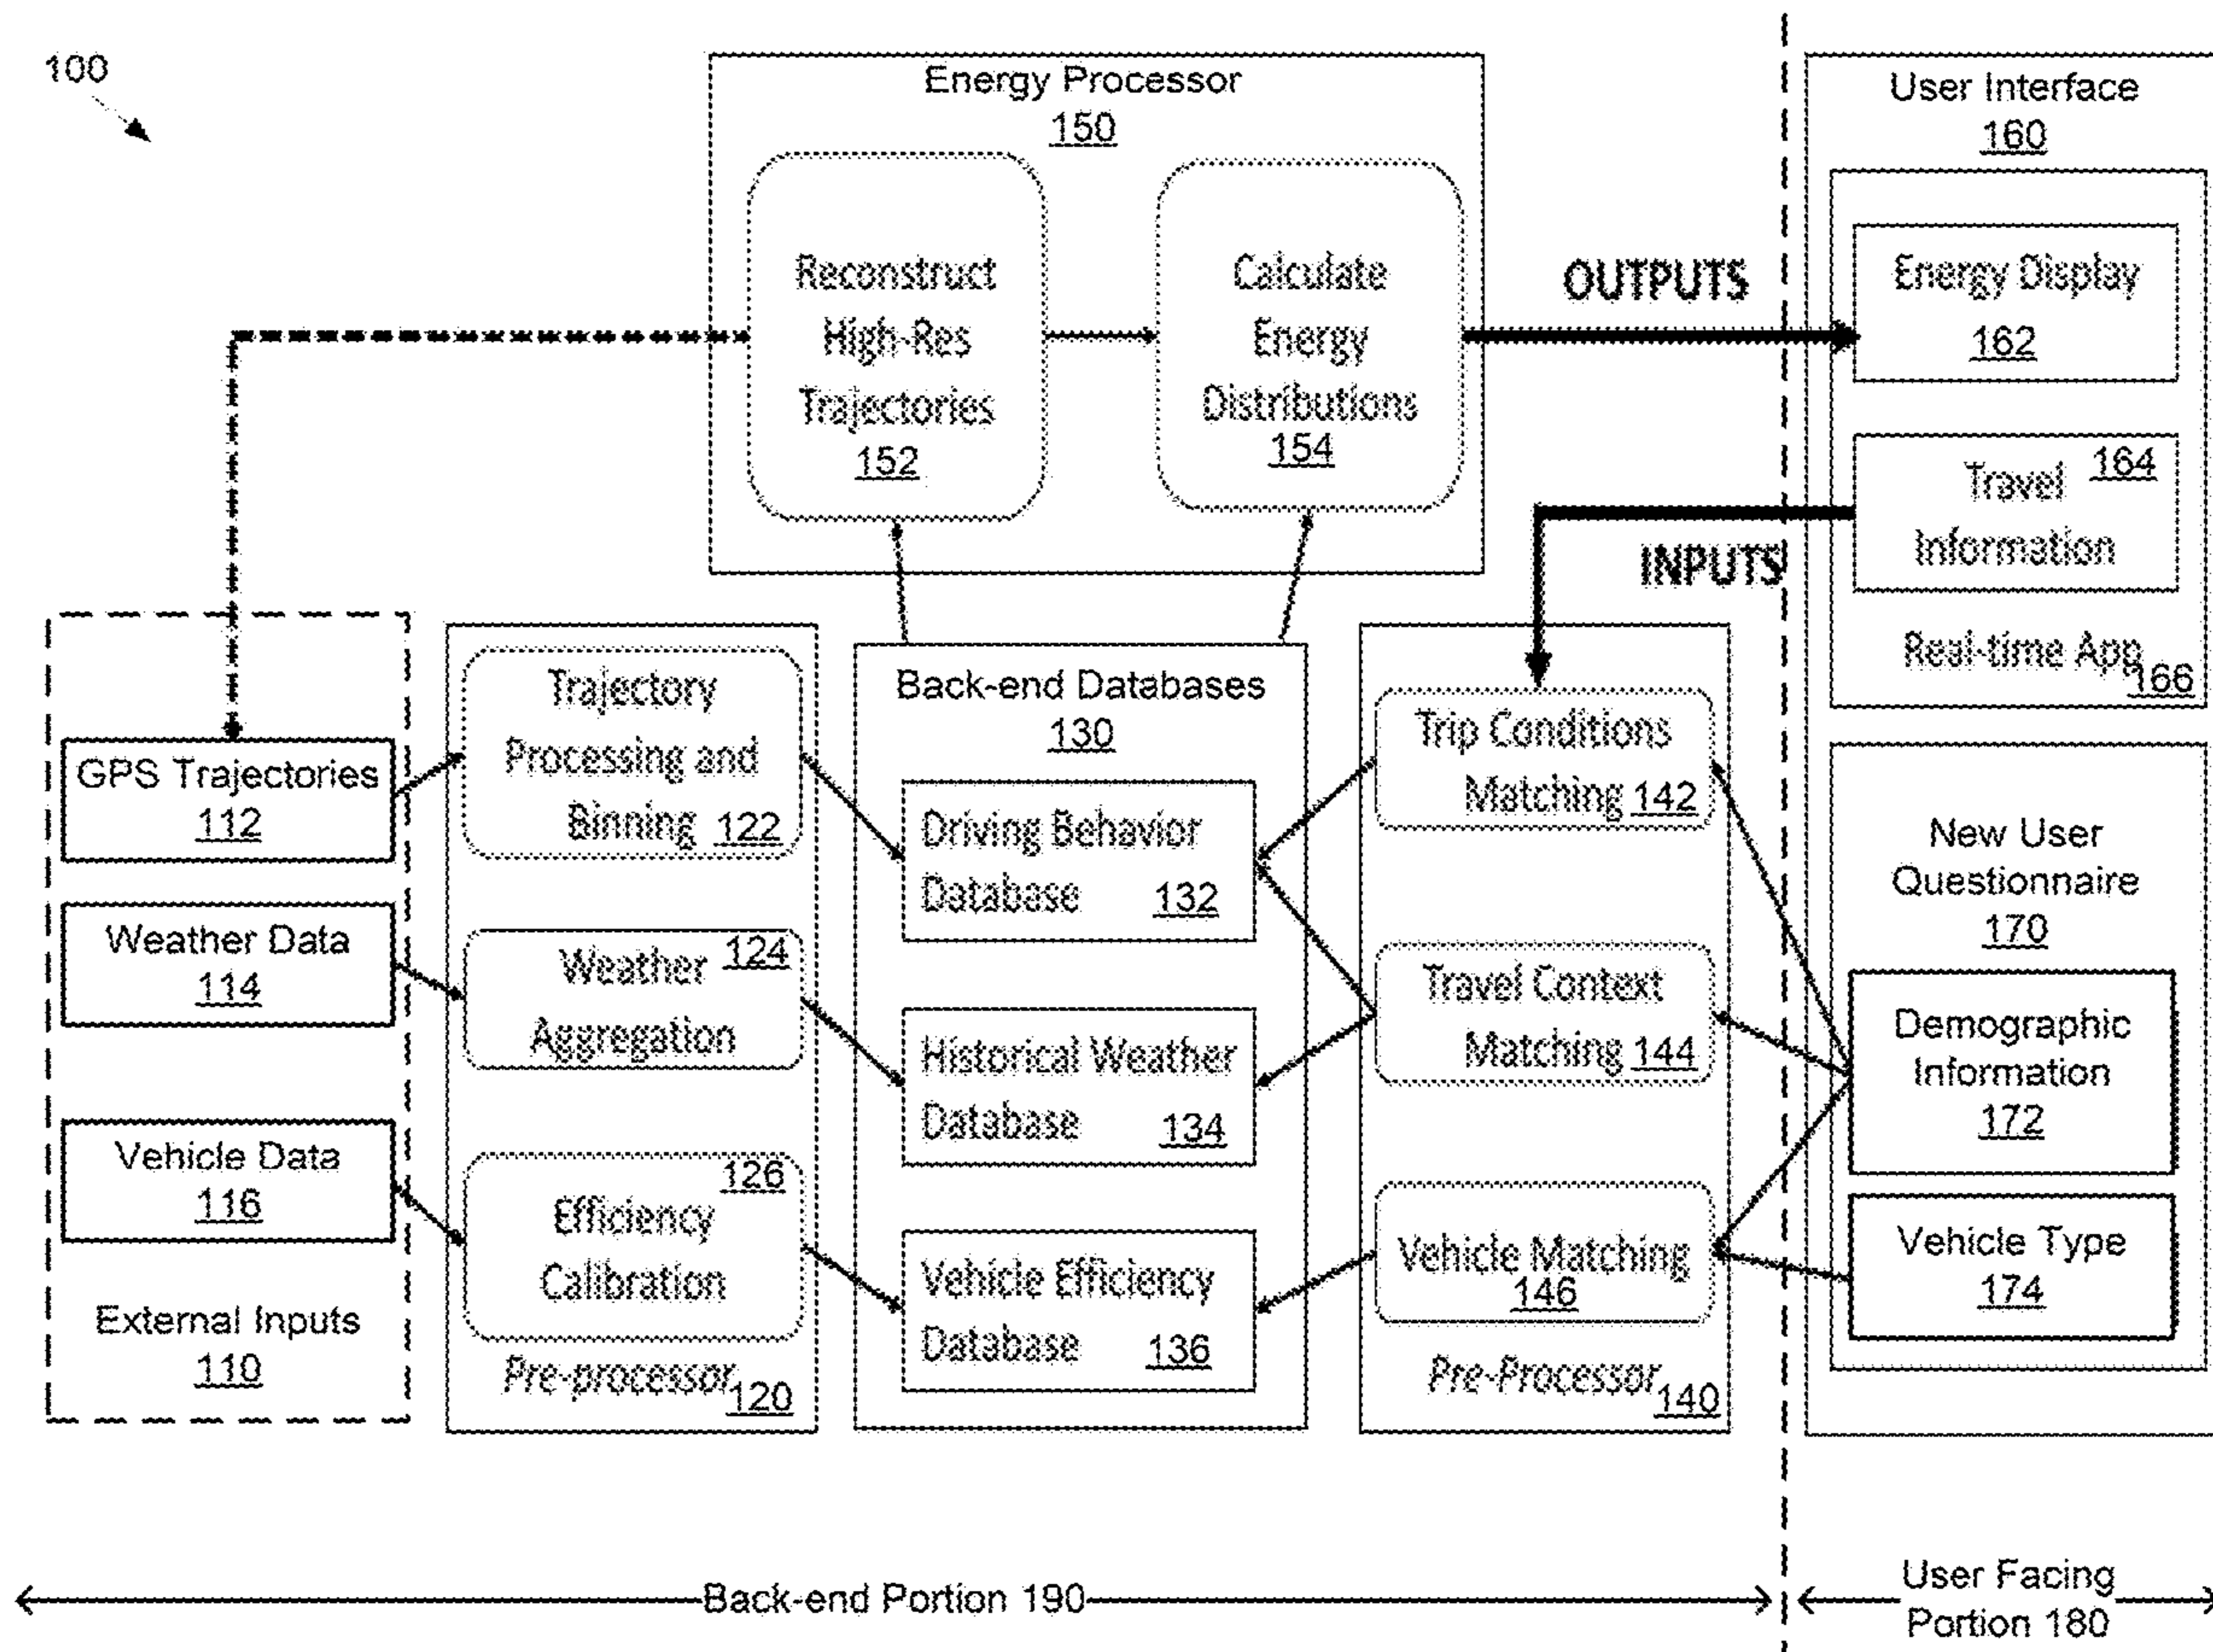 100
Energy Processor
150
Reconstruct
High-Res
Trajectories
152
Calculate
Energy
Distributions
154
OUTPUTS
INPUTS
User Interface
160
Energy Display
162
164
Travel
Information
Real-time App
166
GPS Trajectories
112
Weather Data
114
Vehicle Data
116
External Inputs
110
Trajectory
Processing and
Binning 122
124
Weather
Aggregation
126
Efficiency
Calibration
Pre-processor
120
Back-end Databases
130
Driving Behavior
Database 132
Historical Weather
Database 134
Vehicle Efficiency
Database 136
Trip Conditions
Matching 142
Travel Context
Matching 144
Vehicle Matching
146
Pre-Processor
140
New User
Questionnaire
170
Demographic
Information
172
Vehicle Type
174
Back-end Portion 190
User Facing
Portion 180